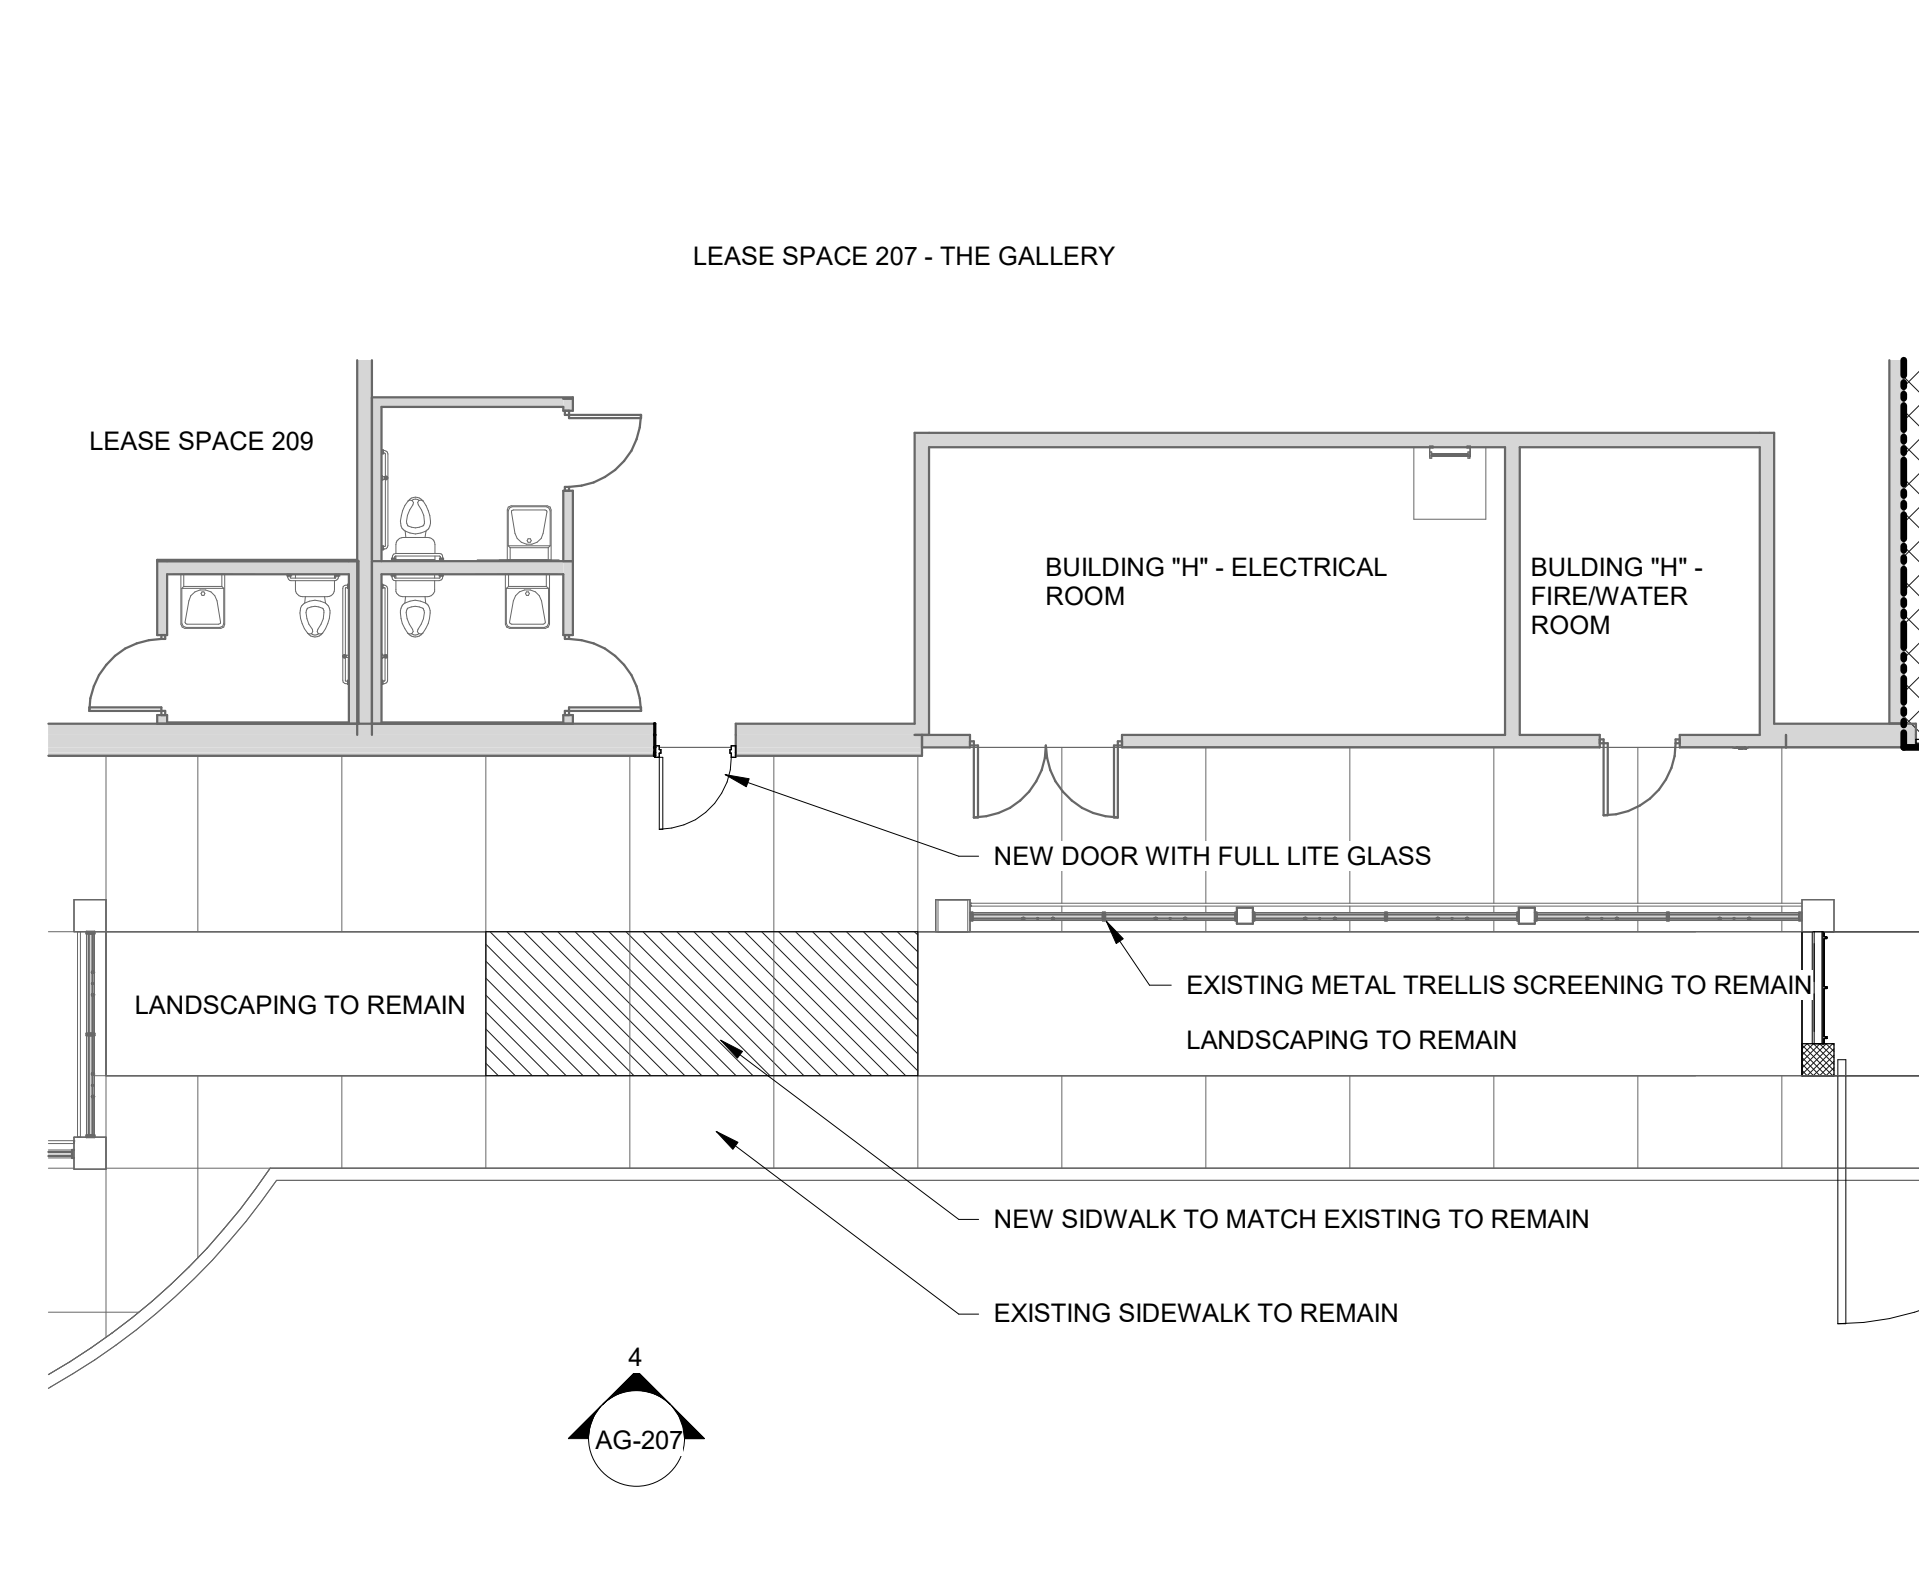 LEASE SPACE 207 - THE GALLERY
LEASE SPACE 209
BUILDING "H" - ELECTRICAL
ROOM
BULDING "H" -
FIRE/WATER
ROOM
NEW DOOR WITH FULL LITE GLASS
LANDSCAPING TO REMAIN
EXISTING METAL TRELLIS SCREENING TO REMAIN
LANDSCAPING TO REMAIN
NEW SIDWALK TO MATCH EXISTING TO REMAIN
EXISTING SIDEWALK TO REMAIN
4
AG-207